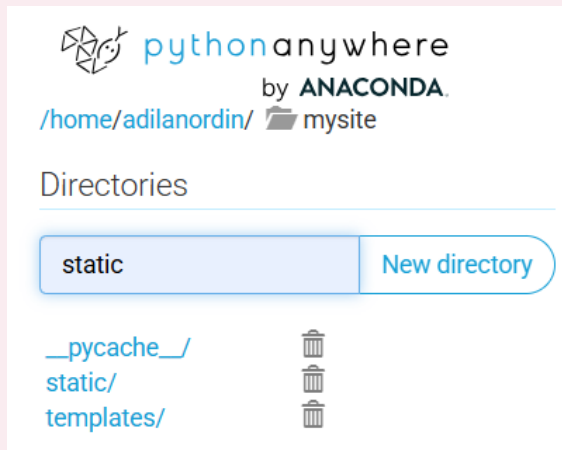 pythonanywhere
by ANACONDA.
/home/adilanordin/ mysite
Directories
static New directory
__pycache__/
static/
templates/